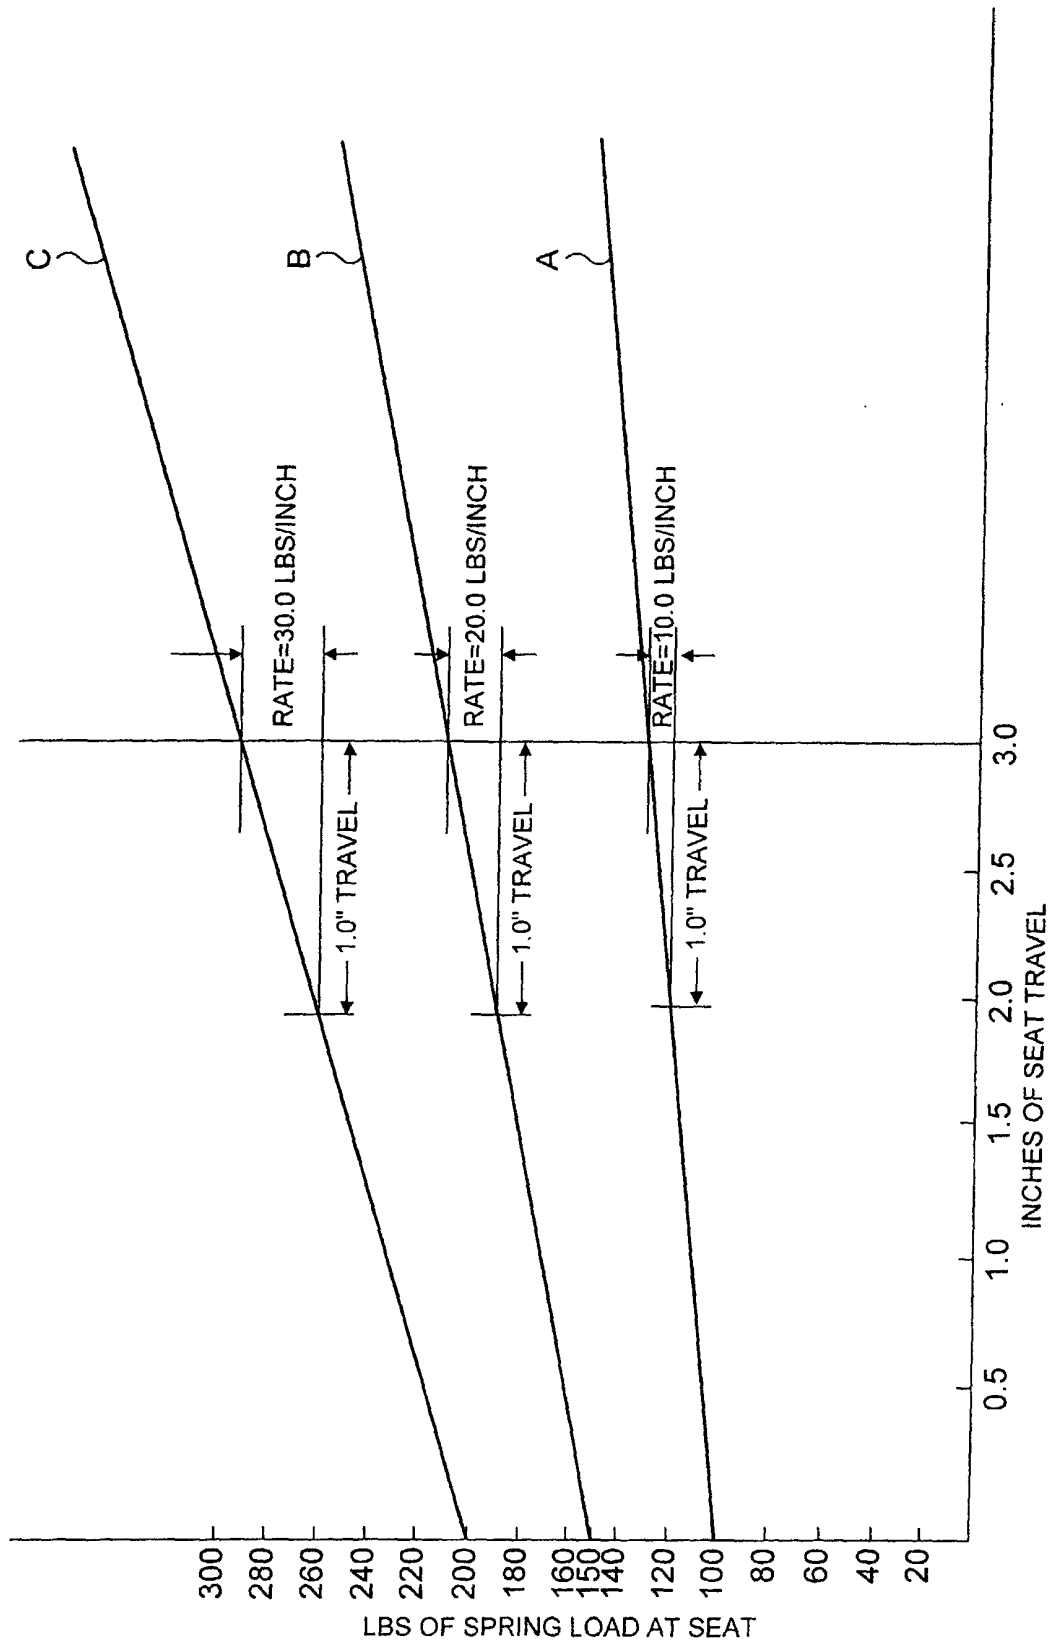 C
B
A
RATE=30.0 LBS/INCH
RATE=20.0 LBS/INCH
RATE=10.0 LBS/INCH
1.0" TRAVEL
1.0" TRAVEL
1.0" TRAVEL
300
280
260
240
220
200
180
160
150
140
120
100
80
60
40
20
LBS OF SPRING LOAD AT SEAT
0.5
1.0
1.5
2.0
2.5
3.0
INCHES OF SEAT TRAVEL